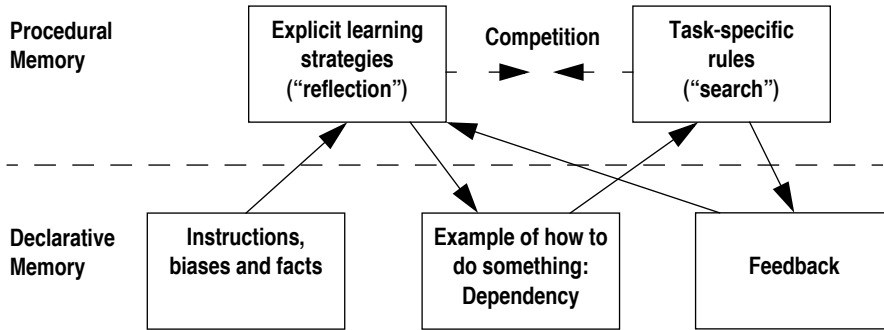 Procedural
Memory
Explicit learning
strategies
(“reflection”)
Competition
Task-specific
rules
(“search”)
Declarative
Memory
Instructions,
biases and facts
Example of how to
do something:
Dependency
Feedback